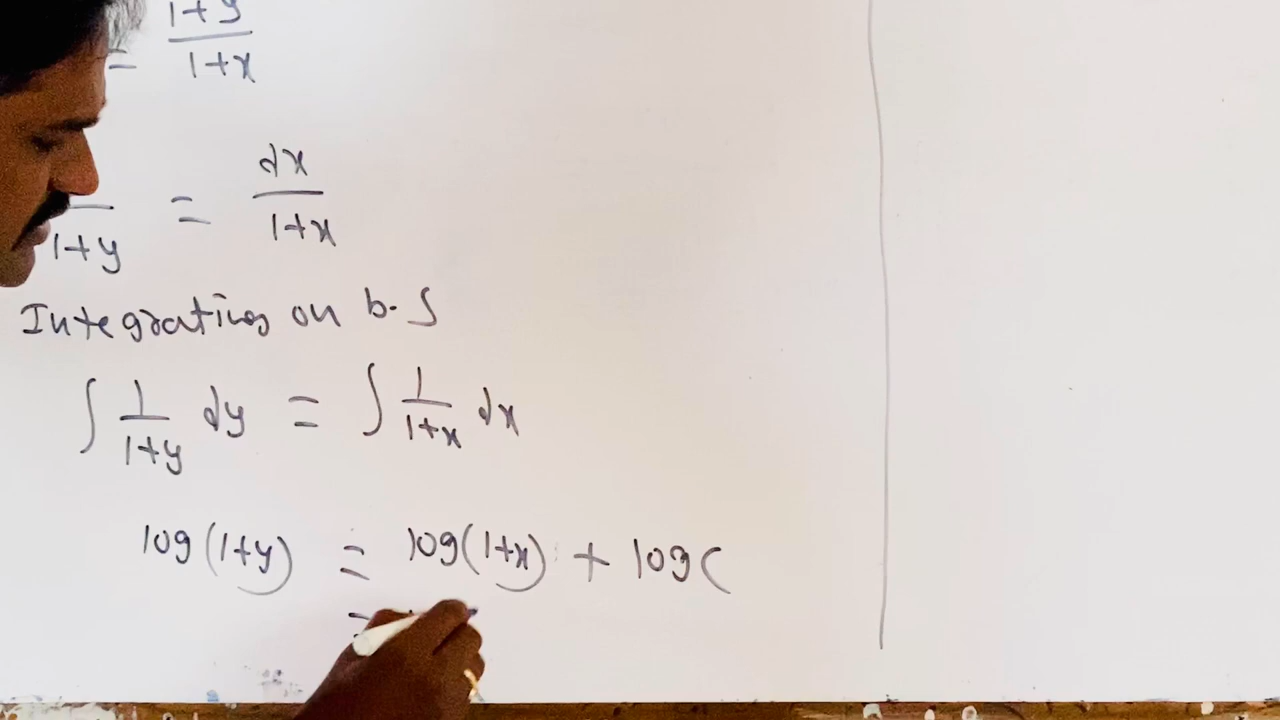 = 1+y / 1+x
/ 1+y = dx / 1+x
Integrating on b.S
∫ 1/1+y dy = ∫ 1/1+x dx
log(1+y) = log(1+x) + log c
=